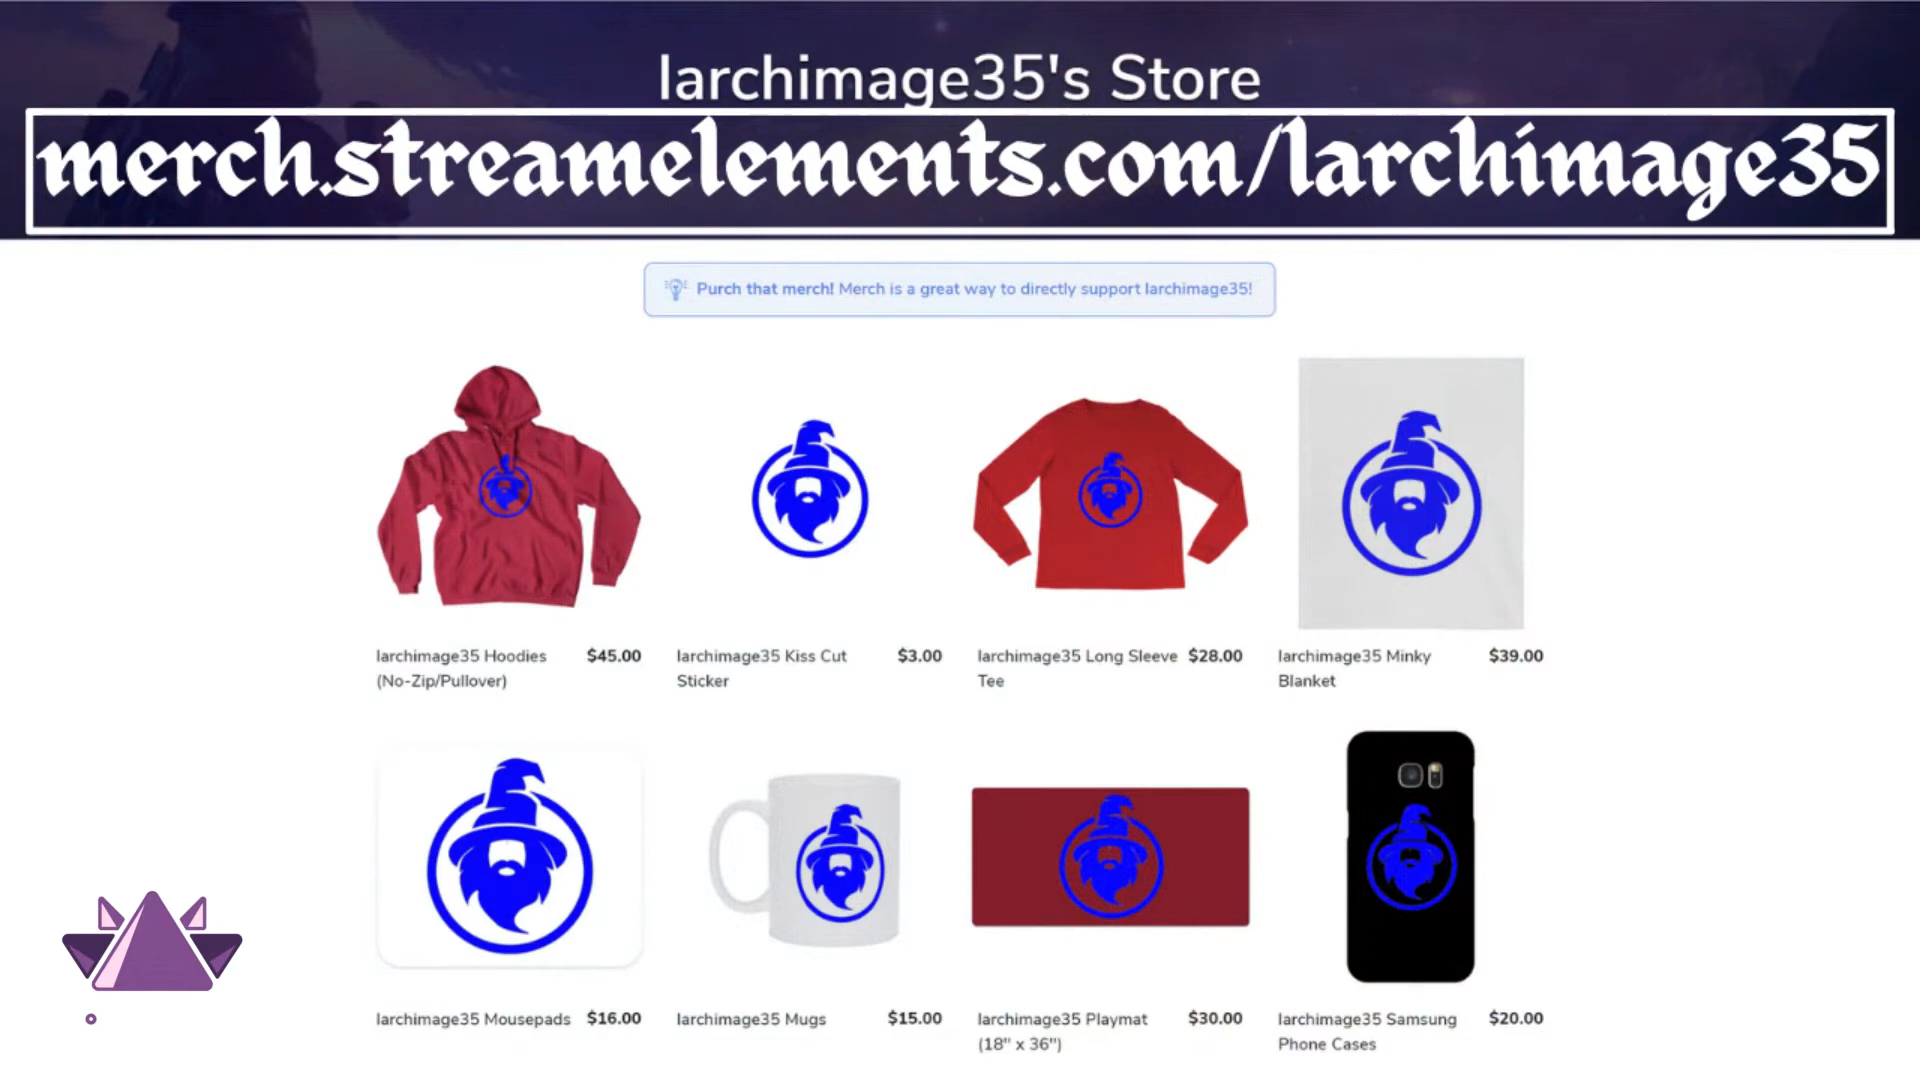 larchimage35's Store
merch.streamelements.com/larchimage35
Purch that merch! Merch is a great way to directly support larchimage35!
larchimage35 Hoodies $45.00
(No-Zip/Pullover)
larchimage35 Kiss Cut $3.00
Sticker
larchimage35 Long Sleeve $28.00
Tee
larchimage35 Minky $39.00
Blanket
larchimage35 Mousepads $16.00
larchimage35 Mugs $15.00
larchimage35 Playmat $30.00
(18" x 36")
larchimage35 Samsung $20.00
Phone Cases